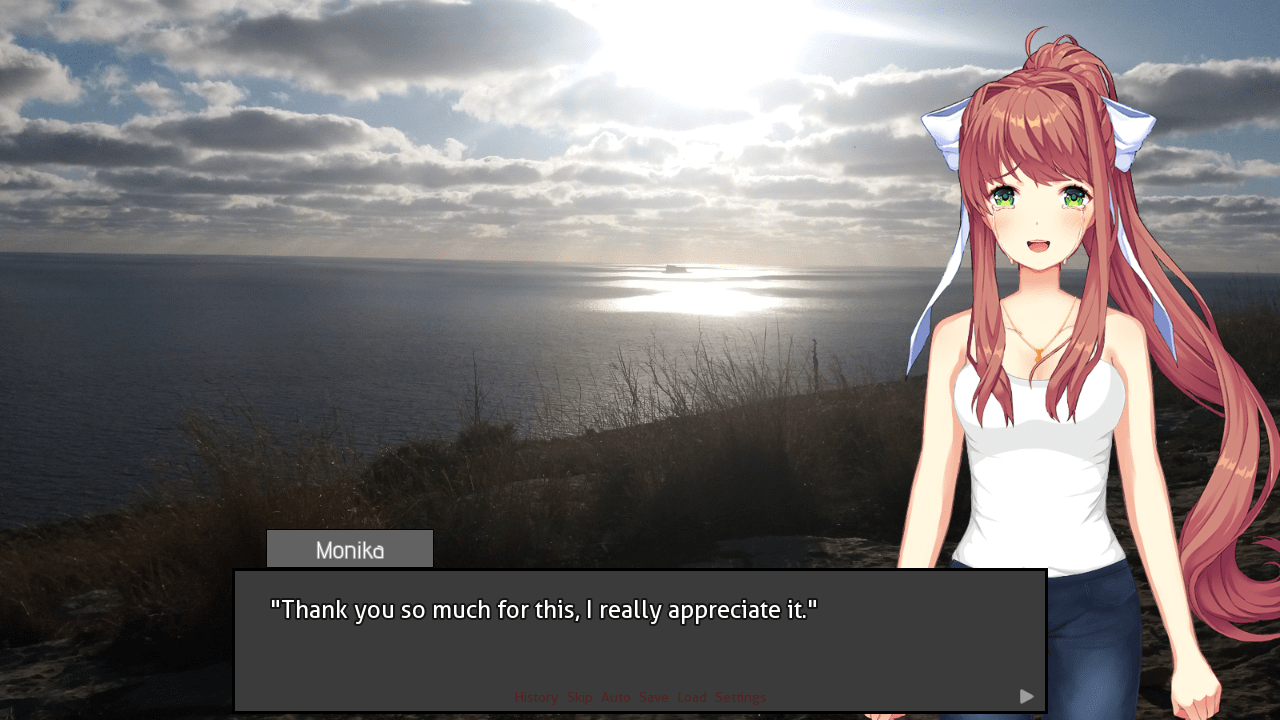 Monika
"Thank you so much for this, I really appreciate it."
History Skip Auto Save Load Settings